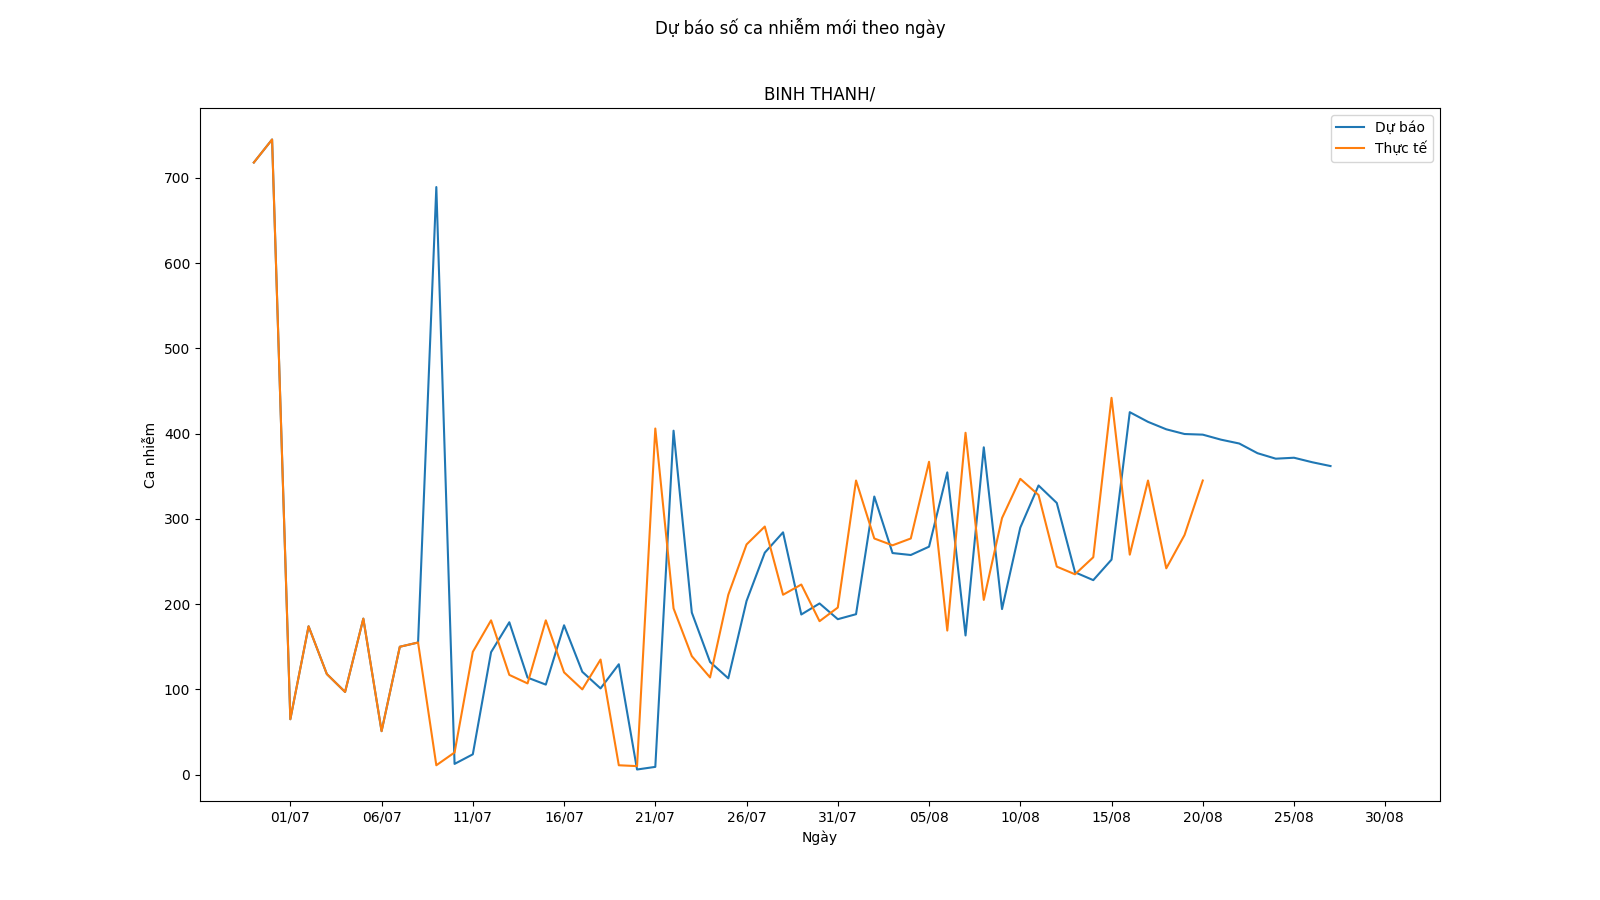 Dự báo số ca nhiễm mới theo ngày
BINH THANH/
Dự báo
Thực tế
700
600
500
400
300
200
100
0
Ca nhiễm
01/07 06/07 11/07 16/07 21/07 26/07 31/07 05/08 10/08 15/08 20/08 25/08 30/08
Ngày